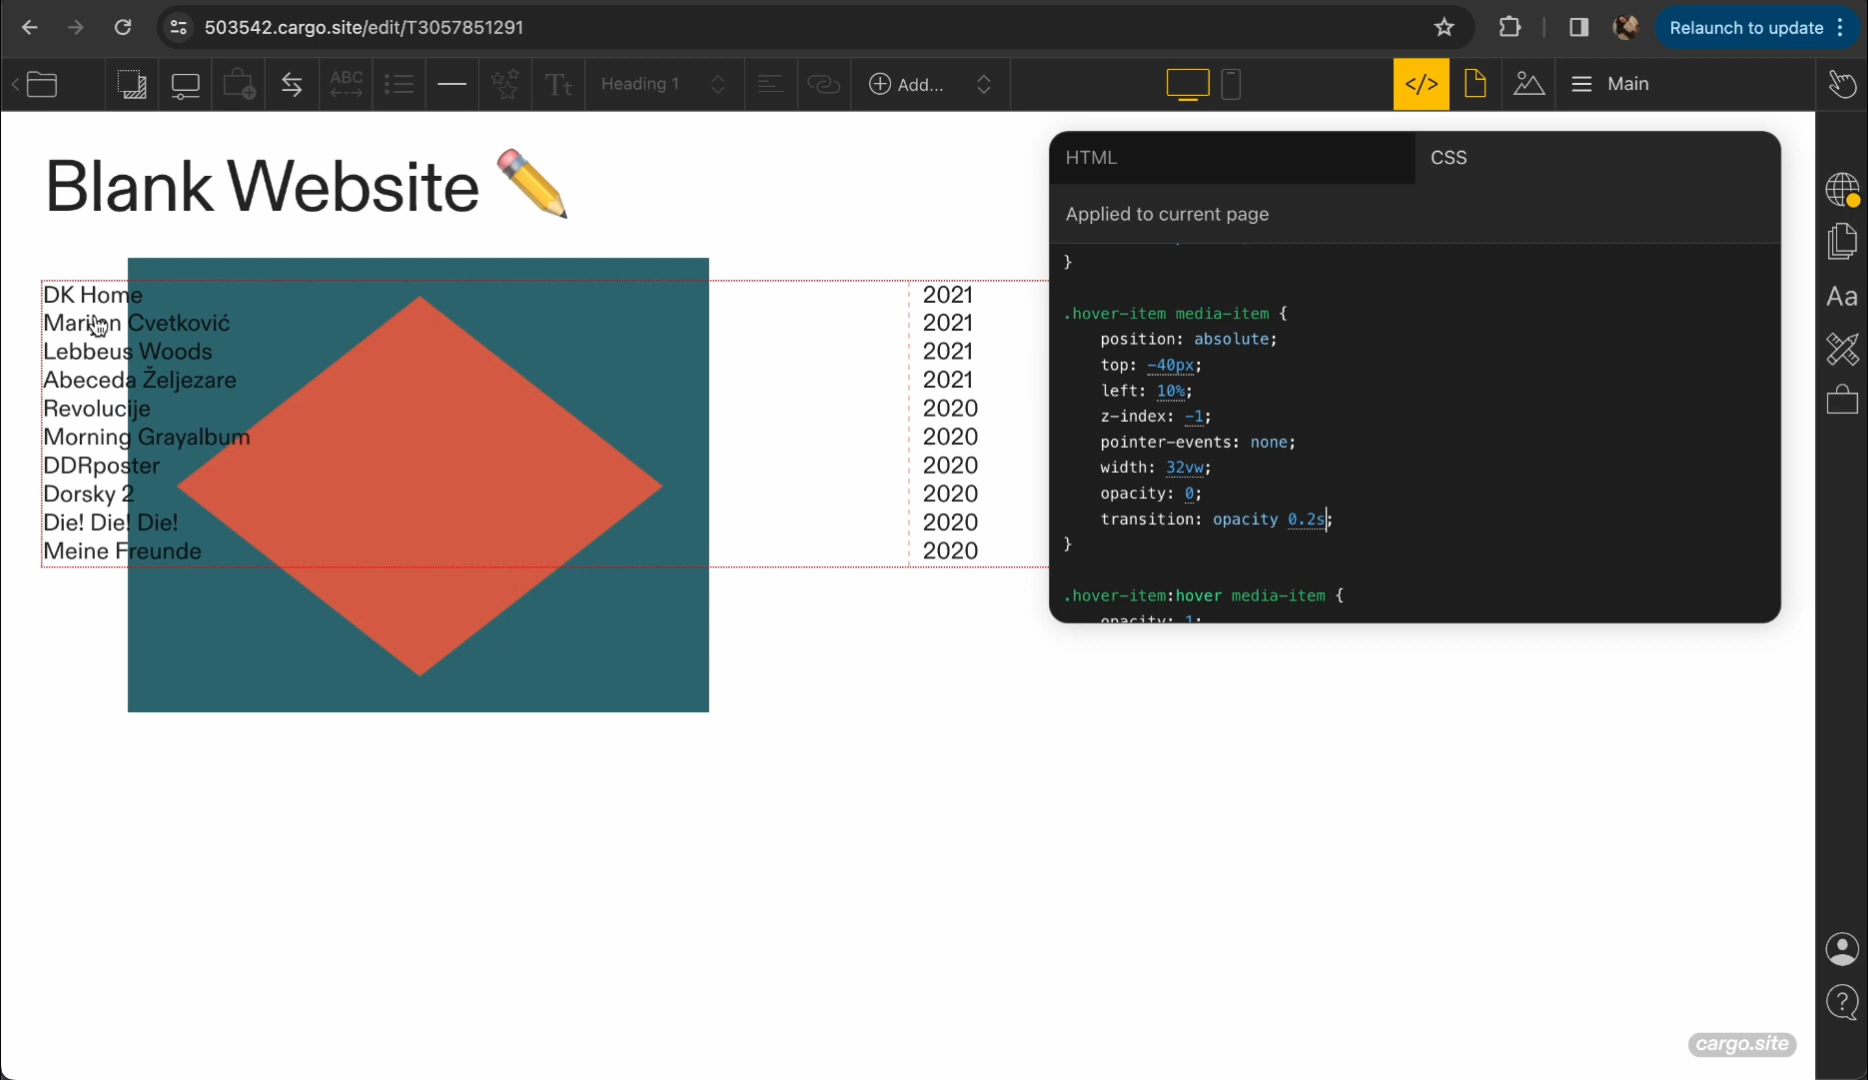 503542.cargo.site/edit/T3057851291
Relaunch to update
ABC
Tt
Heading 1
Add...
</>
Main
Blank Website
HTML
CSS
Applied to current page
}
.hover-item media-item {
position: absolute;
top: -40px;
left: 10%;
z-index: -1;
pointer-events: none;
width: 32vw;
opacity: 0;
transition: opacity 0.2s;
}
.hover-item:hover media-item {
opacity: 1;
DK Home 2021
Marijan Cvetković 2021
Lebbeus Woods 2021
Abeceda Željezare 2021
Revolucije 2020
Morning Grayalbum 2020
DDRposter 2020
Dorsky 2 2020
Die! Die! Die! 2020
Meine Freunde 2020
Aa
cargo.site